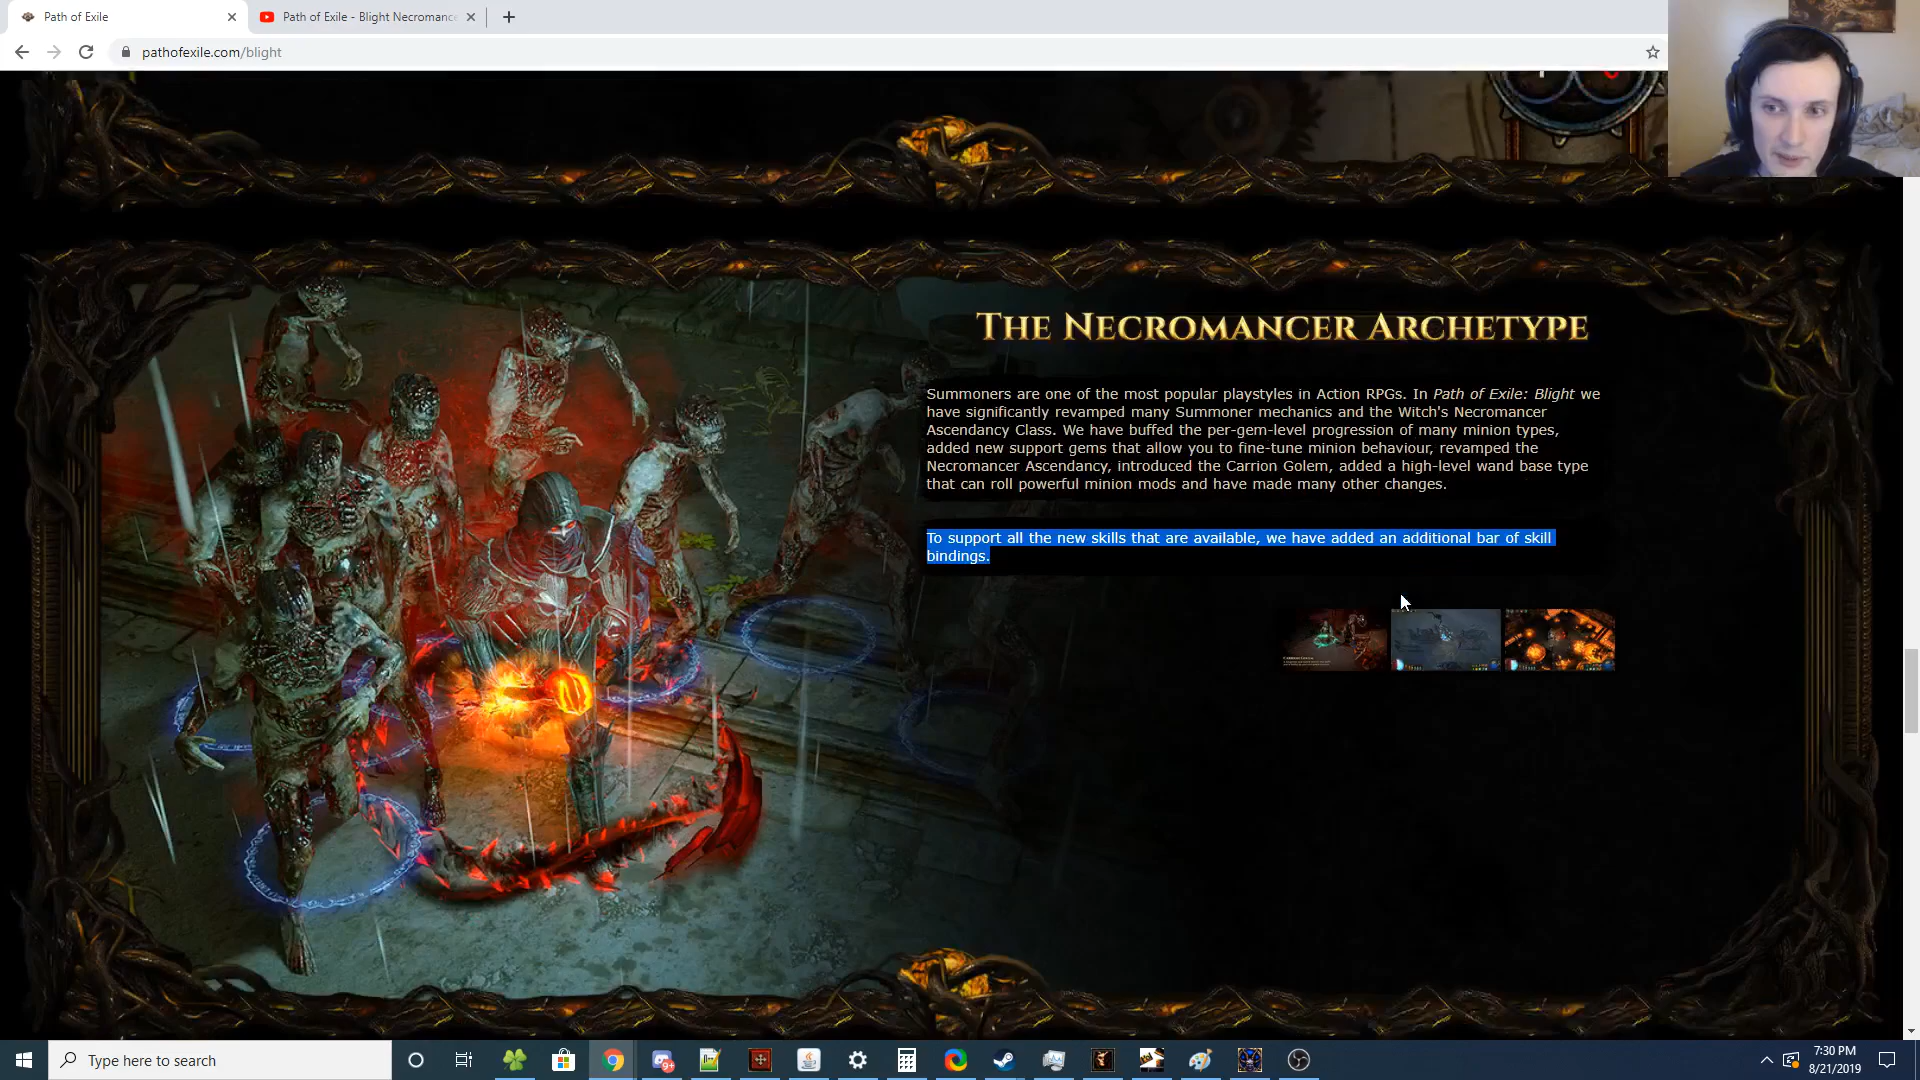 Path of Exile
Path of Exile - Blight Necromance
pathofexile.com/blight
The Necromancer Archetype
Summoners are one of the most popular playstyles in Action RPGs. In Path of Exile: Blight we
have significantly revamped many Summoner mechanics and the Witch's Necromancer
Ascendancy Class. We have buffed the per-gem-level progression of many minion types,
added new support gems that allow you to fine-tune minion behaviour, revamped the
Necromancer Ascendancy, introduced the Carrion Golem, added a high-level wand base type
that can roll powerful minion mods and have made many other changes.
To support all the new skills that are available, we have added an additional bar of skill
bindings.
Type here to search
9+
7:30 PM
8/21/2019